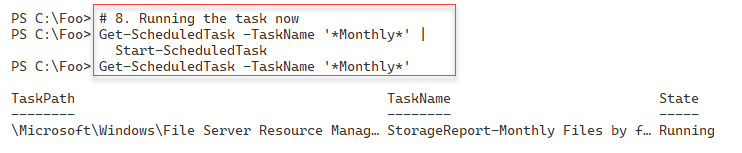 PS C:\Foo> # 8. Running the task now
PS C:\Foo> Get-ScheduledTask -TaskName '*Monthly*' |
Start-ScheduledTask
PS C:\Foo> Get-ScheduledTask -TaskName '*Monthly*'
TaskPath TaskName State
-------- -------- -----
\Microsoft\Windows\File Server Resource Manag… StorageReport-Monthly Files by f… Running